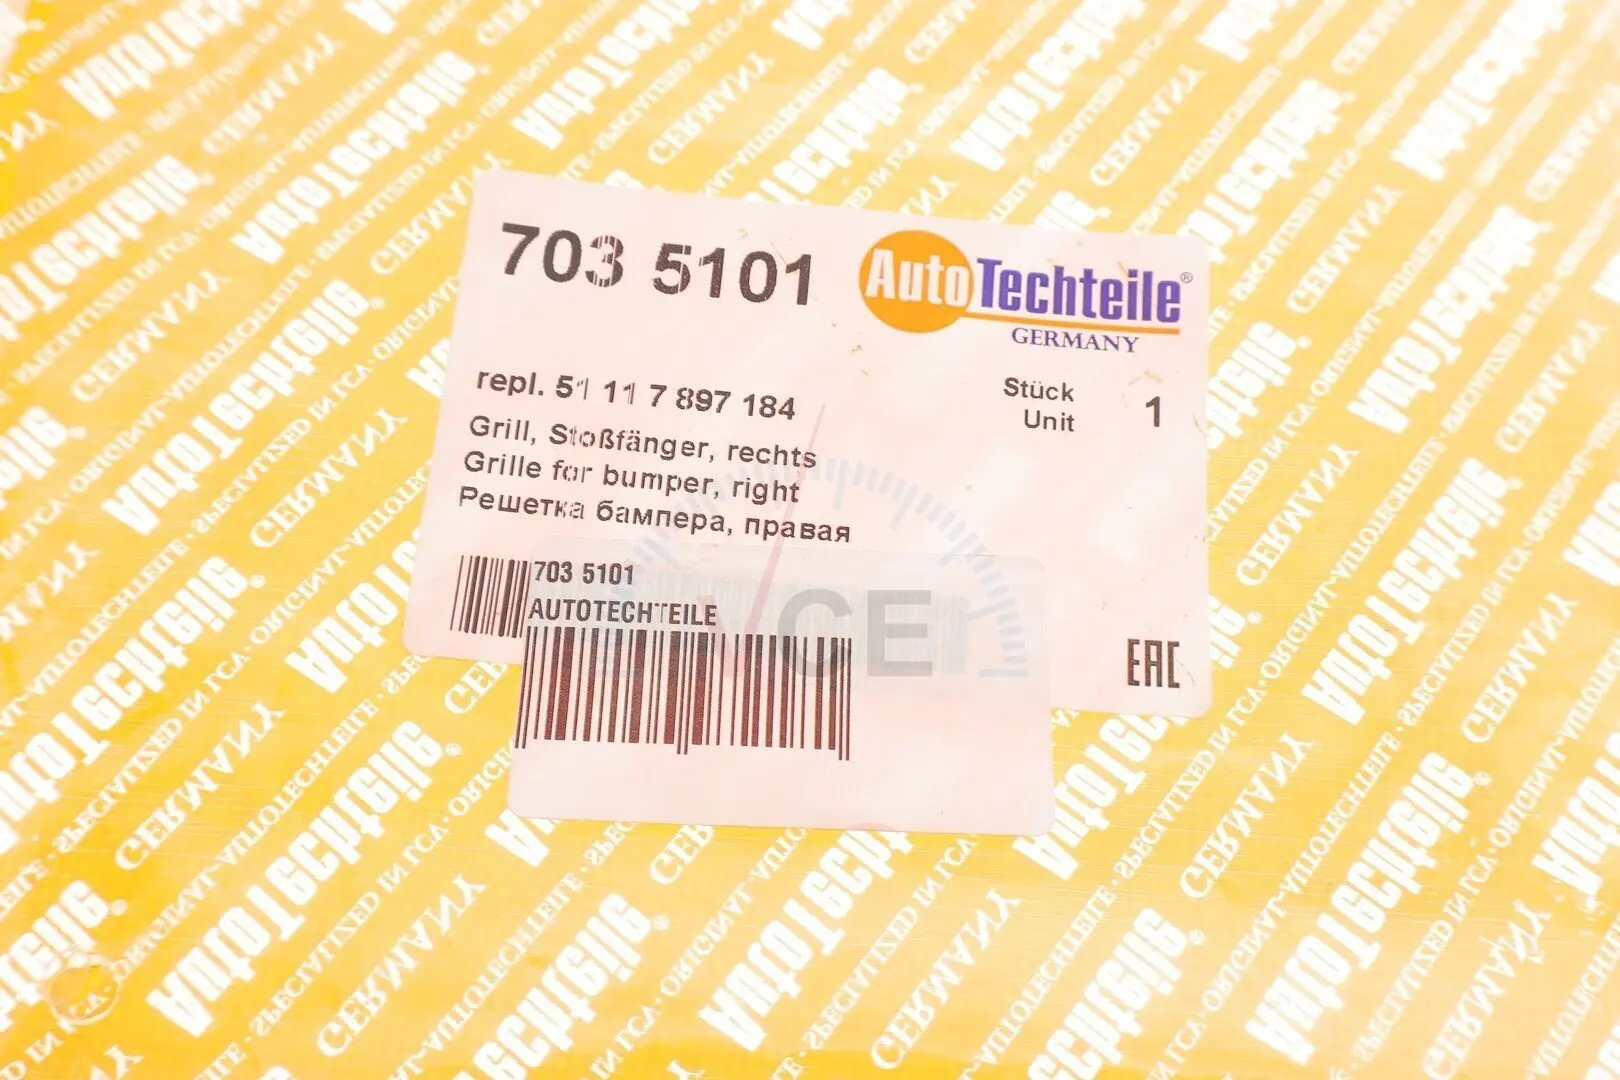 703 5101
AutoTechteile®
GERMANY
repl. 51 11 7 897 184
Stück
Unit
1
Grill, Stoßfänger, rechts
Grille for bumper, right
Решетка бампера, правая
703 5101
AUTOTECHTEILE
EAC